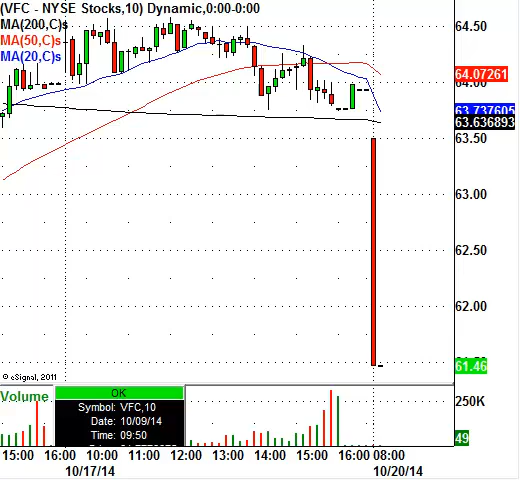 (VFC - NYSE Stocks,10) Dynamic,0:00-0:00
MA(200,C)s
MA(50,C)s
MA(20,C)s
64.50
64.07261
64.00
63.737605
63.636893
63.50
63.00
62.50
62.00
61.46
© eSignal, 2011
Volume
OK
Symbol: VFC,10
Date: 10/09/14
Time: 09:50
250K
49
15:00 16:00 11:00 12:00 13:00 14:00 15:00 16:00 08:00
10/17/14 10/20/14